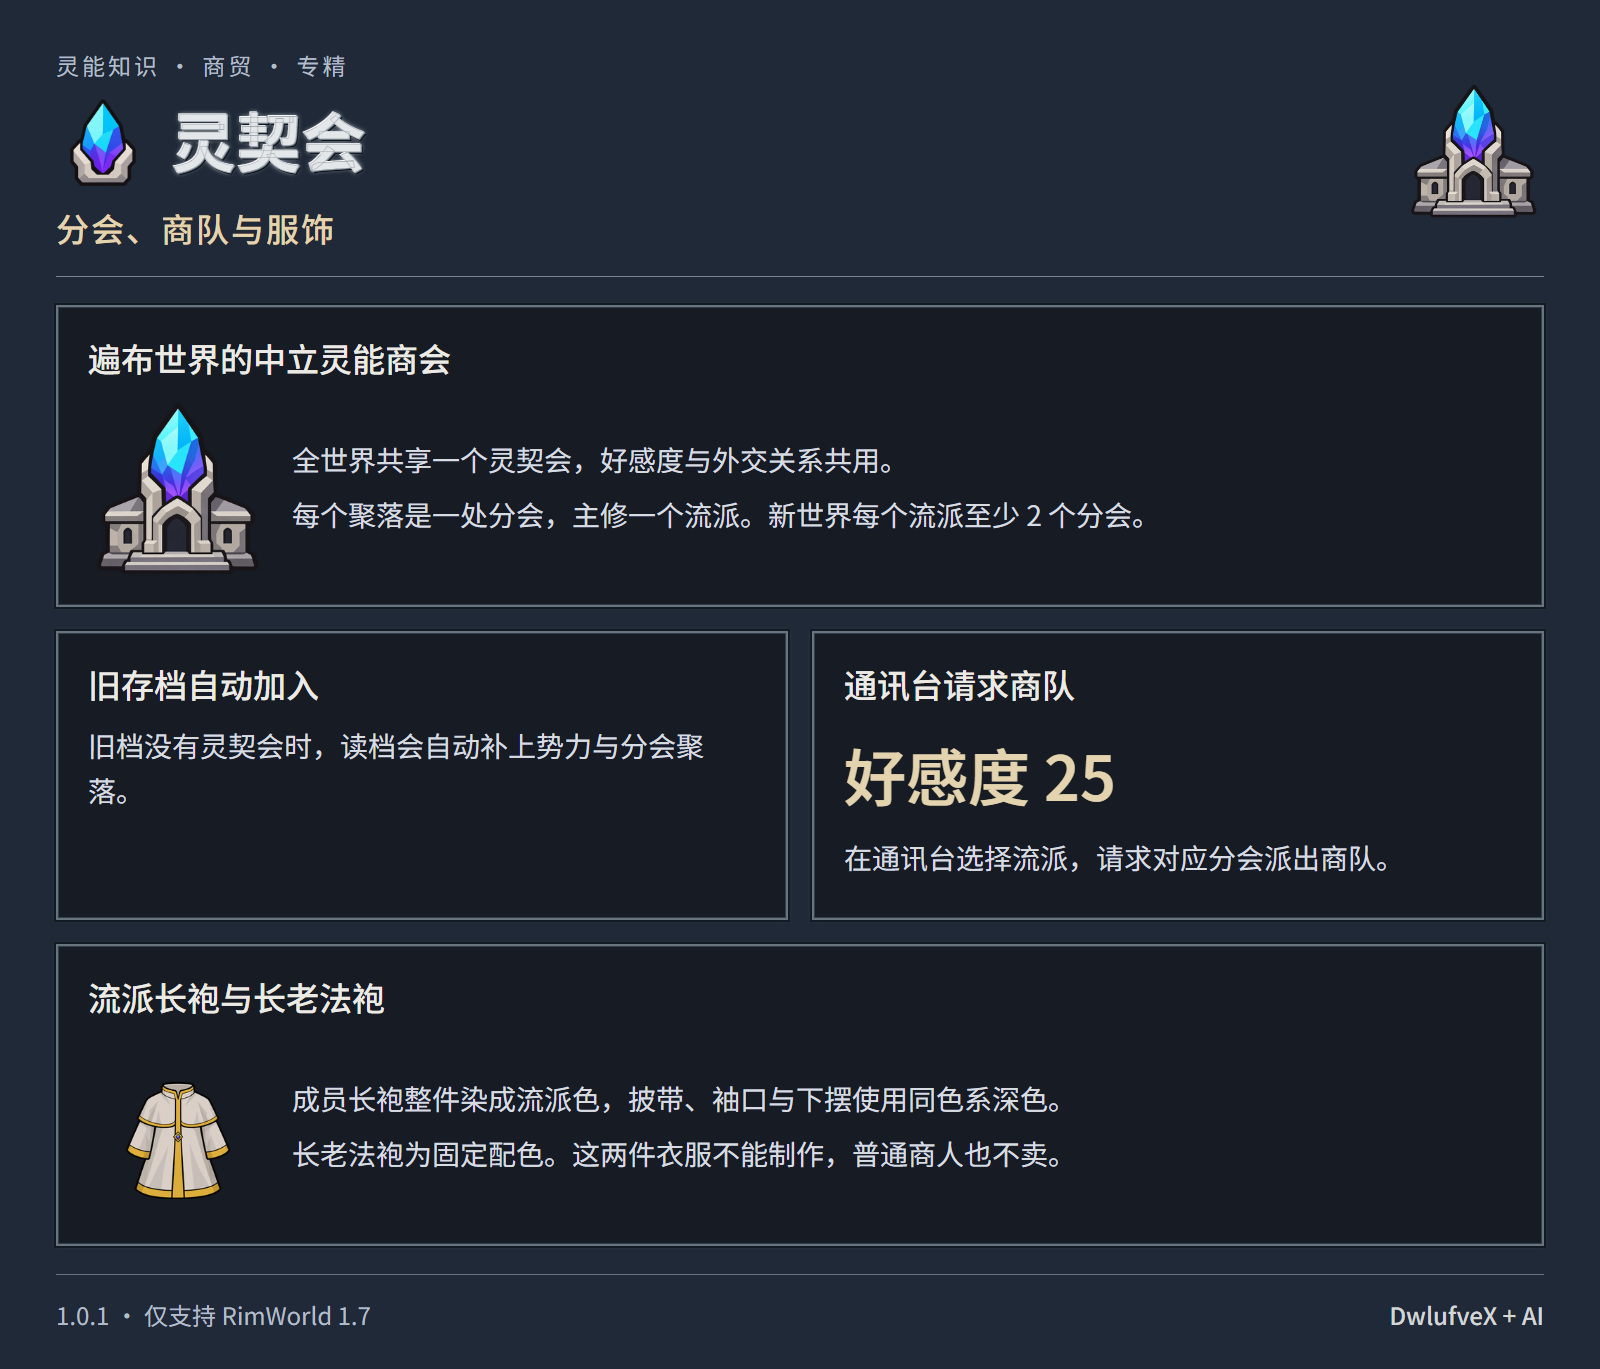 灵能知识 · 商贸 · 专精
灵契会
分会、商队与服饰
遍布世界的中立灵能商会
全世界共享一个灵契会，好感度与外交关系共用。
每个聚落是一处分会，主修一个流派。新世界每个流派至少 2 个分会。
旧存档自动加入
旧档没有灵契会时，读档会自动补上势力与分会聚
落。
通讯台请求商队
好感度 25
在通讯台选择流派，请求对应分会派出商队。
流派长袍与长老法袍
成员长袍整件染成流派色，披带、袖口与下摆使用同色系深色。
长老法袍为固定配色。这两件衣服不能制作，普通商人也不卖。
1.0.1 · 仅支持 RimWorld 1.7
DwlufveX + AI